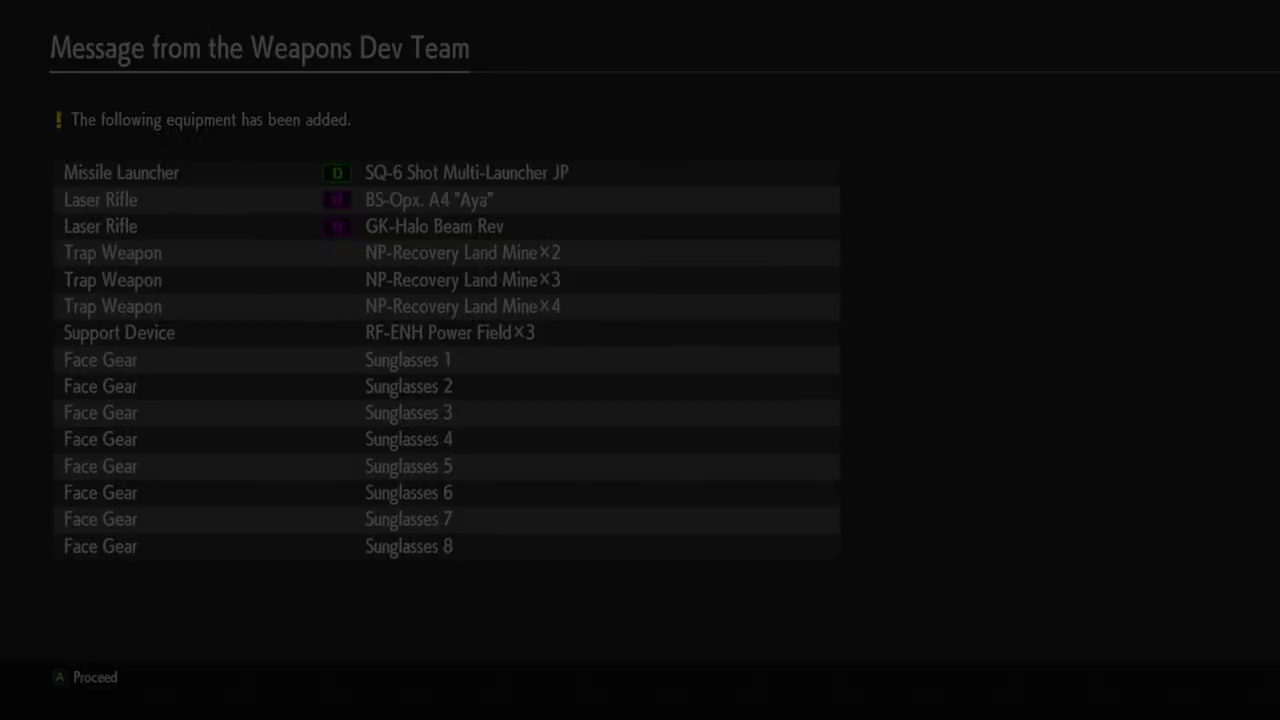 Message from the Weapons Dev Team
! The following equipment has been added.
Missile Launcher D SQ-6 Shot Multi-Launcher JP
Laser Rifle BS-Opx. A4 "Aya"
Laser Rifle GK-Halo Beam Rev
Trap Weapon NP-Recovery Land Mine×2
Trap Weapon NP-Recovery Land Mine×3
Trap Weapon NP-Recovery Land Mine×4
Support Device RF-ENH Power Field×3
Face Gear Sunglasses 1
Face Gear Sunglasses 2
Face Gear Sunglasses 3
Face Gear Sunglasses 4
Face Gear Sunglasses 5
Face Gear Sunglasses 6
Face Gear Sunglasses 7
Face Gear Sunglasses 8
A Proceed